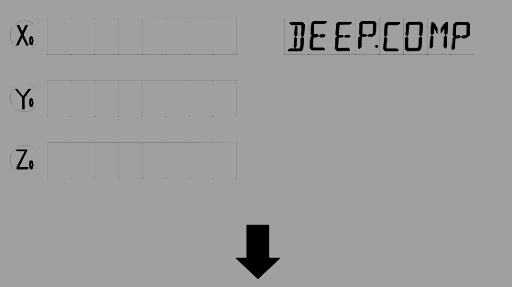 X₀ DEEP.COMP
Y₀
Z₀